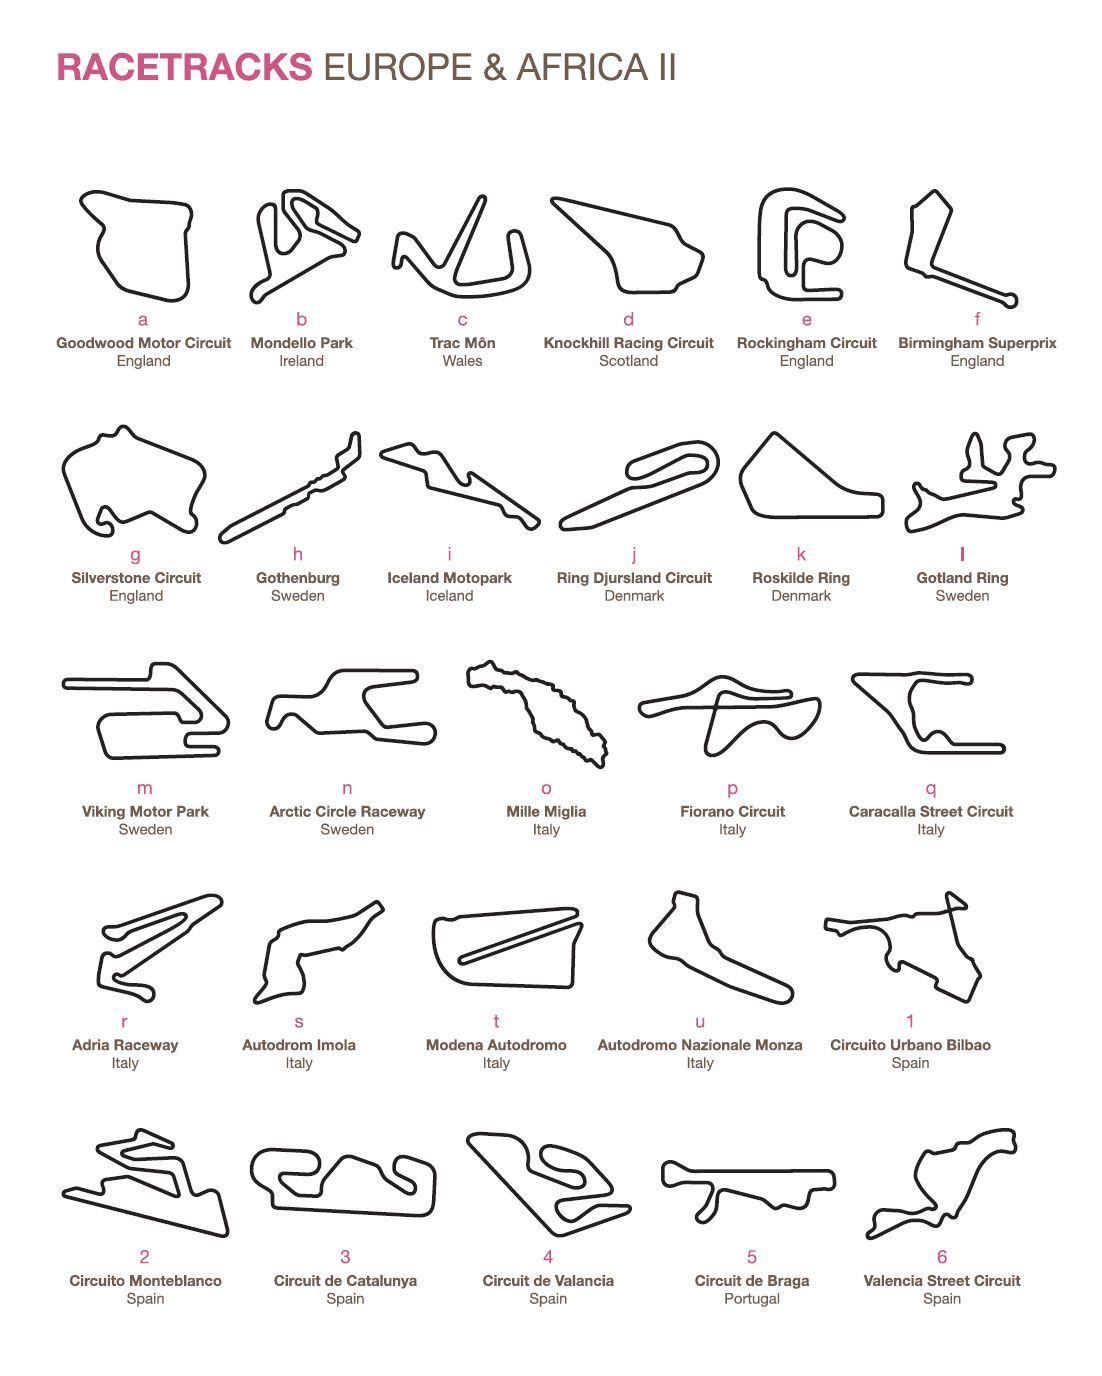 RACETRACKS EUROPE & AFRICA II
a b c d e f
Goodwood Motor Circuit Mondello Park Trac Môn Knockhill Racing Circuit Rockingham Circuit Birmingham Superprix
England Ireland Wales Scotland England England
g h i j k l
Silverstone Circuit Gothenburg Iceland Motopark Ring Djursland Circuit Roskilde Ring Gotland Ring
England Sweden Iceland Denmark Denmark Sweden
m n o p q
Viking Motor Park Arctic Circle Raceway Mille Miglia Fiorano Circuit Caracalla Street Circuit
Sweden Sweden Italy Italy Italy
r s t u 1
Adria Raceway Autodrom Imola Modena Autodromo Autodromo Nazionale Monza Circuito Urbano Bilbao
Italy Italy Italy Italy Spain
2 3 4 5 6
Circuito Monteblanco Circuit de Catalunya Circuit de Valancia Circuit de Braga Valencia Street Circuit
Spain Spain Spain Portugal Spain